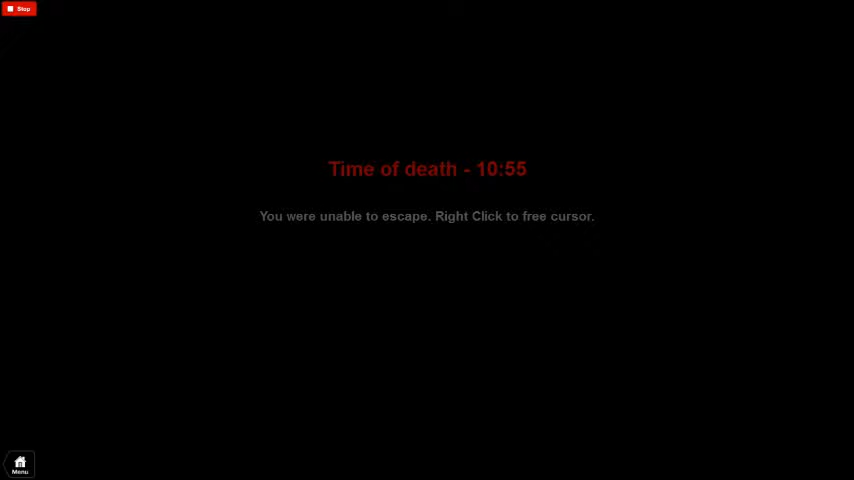 Stop
Time of death - 10:55
You were unable to escape. Right Click to free cursor.
Menu